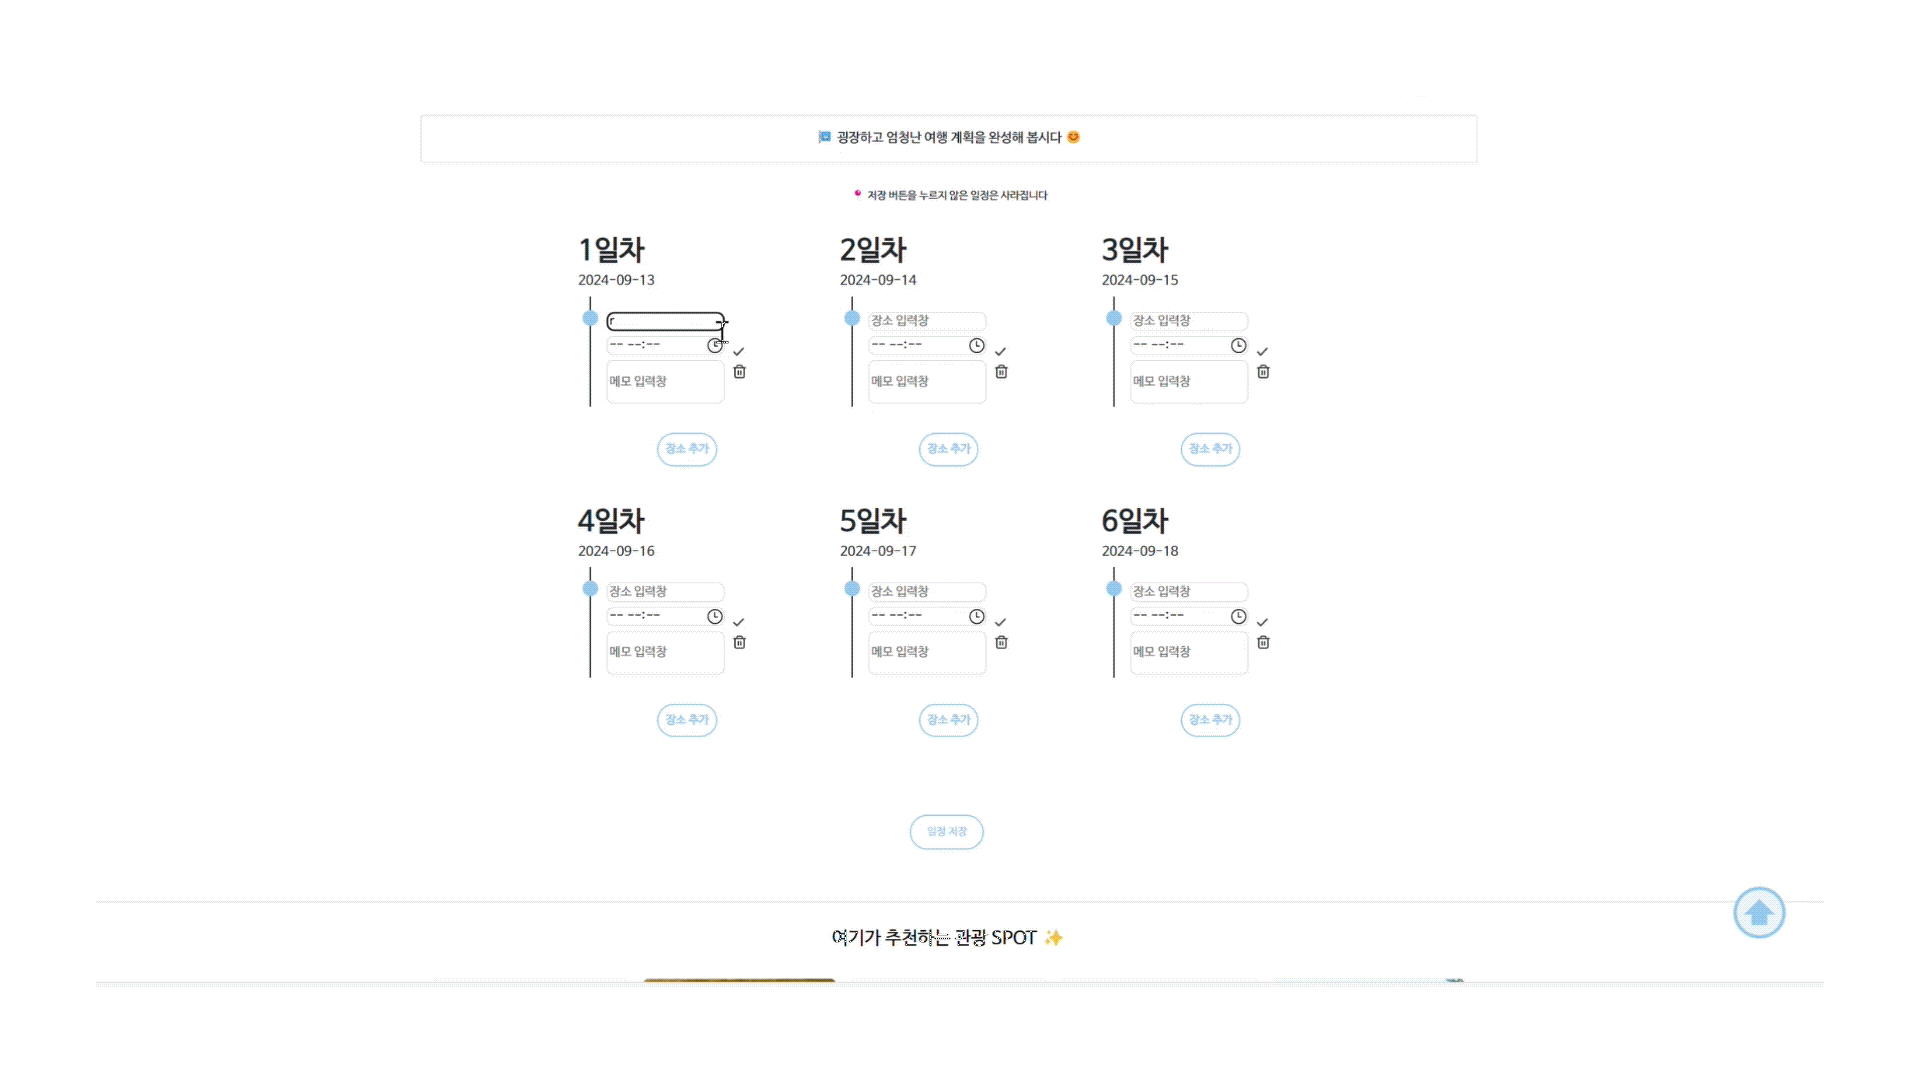 굉장하고 엄청난 여행 계획을 완성해 봅시다
저장 버튼을 누르지 않은 일정은 사라집니다
1일차
2024-09-13
r
-- --:--
메모 입력창
장소 추가
2일차
2024-09-14
장소 입력창
-- --:--
메모 입력창
장소 추가
3일차
2024-09-15
장소 입력창
-- --:--
메모 입력창
장소 추가
4일차
2024-09-16
장소 입력창
-- --:--
메모 입력창
장소 추가
5일차
2024-09-17
장소 입력창
-- --:--
메모 입력창
장소 추가
6일차
2024-09-18
장소 입력창
-- --:--
메모 입력창
장소 추가
일정 저장
여기가 추천하는 관광 SPOT ✨